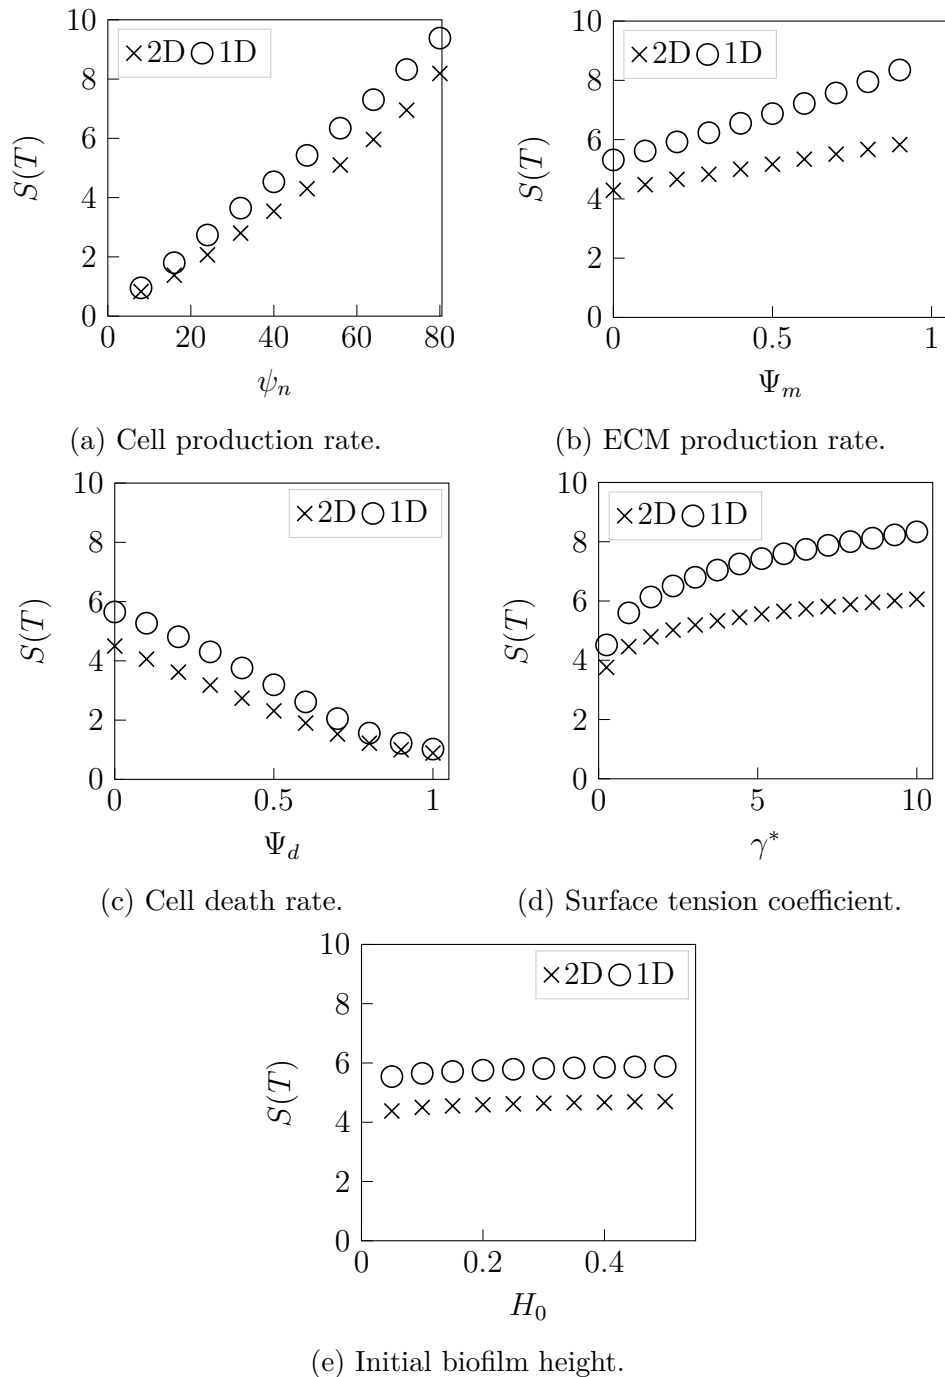 10
8
6
4
2
0
S(T)
× 2D ○ 1D
0 20 40 60 80
ψn
(a) Cell production rate.
10
8
6
4
2
0
S(T)
× 2D ○ 1D
0 0.5 1
Ψm
(b) ECM production rate.
10
8
6
4
2
0
S(T)
× 2D ○ 1D
0 0.5 1
Ψd
(c) Cell death rate.
10
8
6
4
2
0
S(T)
× 2D ○ 1D
0 5 10
γ*
(d) Surface tension coefficient.
10
8
6
4
2
0
S(T)
× 2D ○ 1D
0 0.2 0.4
H0
(e) Initial biofilm height.